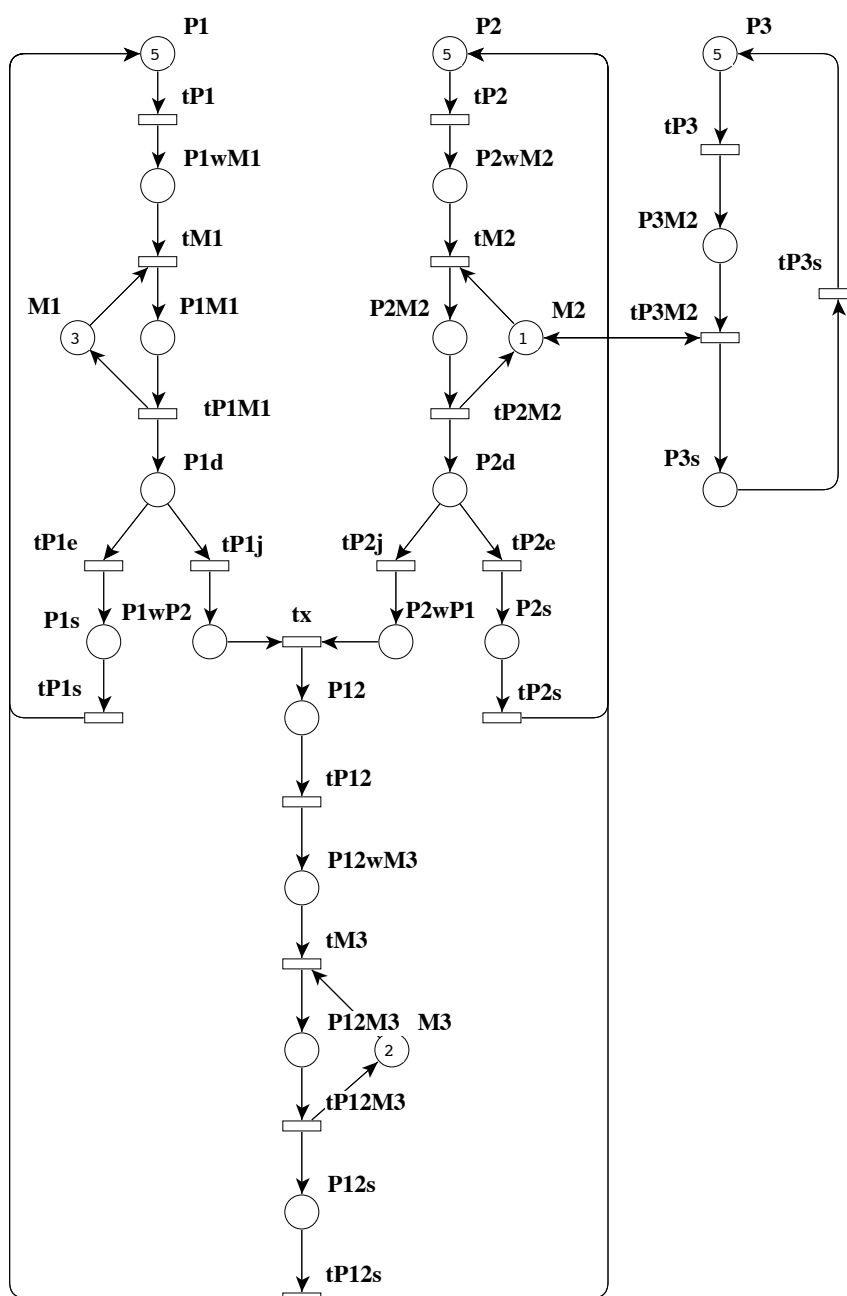 P1 P2 P3
5 5 5
tP1 tP2
tP3
P1wM1 P2wM2
P3M2
tM1 tM2
tP3s
M1 P1M1 P2M2 M2 tP3M2
3 1
tP1M1 tP2M2
P1d P2d P3s
tP1e tP1j tP2j tP2e
P1s P1wP2 tx P2wP1 P2s
tP1s P12 tP2s
tP12
P12wM3
tM3
P12M3 M3
2
tP12M3
P12s
tP12s